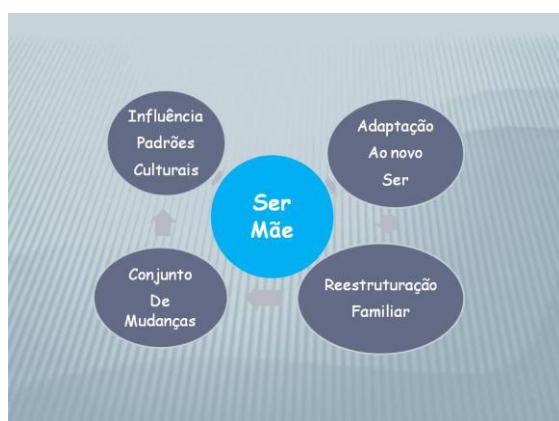 Influência
Padrões
Culturais
Adaptação
Ao novo
Ser
Ser
Mãe
Conjunto
De
Mudanças
Reestruturação
Familiar